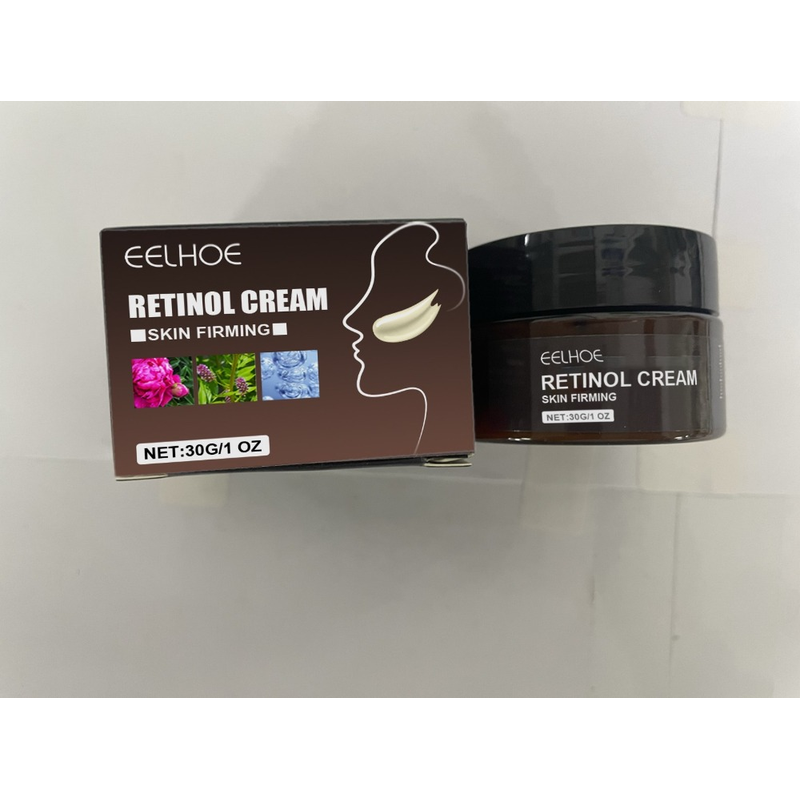 EELHOE
RETINOL CREAM
SKIN FIRMING
NET:30G/1 OZ
EELHOE
RETINOL CREAM
SKIN FIRMING
NET:30G/1 OZ